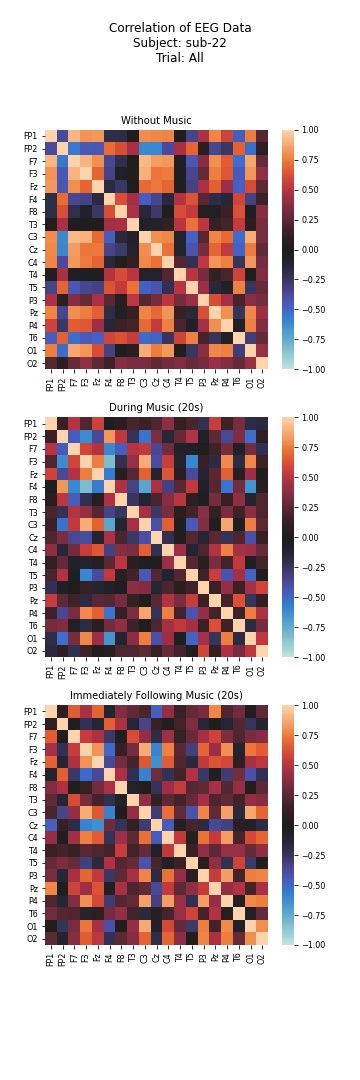 Correlation of EEG Data
Subject: sub-22
Trial: All
Without Music
FP1
FP2
F7
F3
Fz
F4
F8
T3
C3
Cz
C4
T4
T5
P3
Pz
P4
T6
O1
O2
FP1 FP2 F7 F3 Fz F4 F8 T3 C3 Cz C4 T4 T5 P3 Pz P4 T6 O1 O2
1.00
0.75
0.50
0.25
0.00
−0.25
−0.50
−0.75
−1.00
During Music (20s)
FP1
FP2
F7
F3
Fz
F4
F8
T3
C3
Cz
C4
T4
T5
P3
Pz
P4
T6
O1
O2
FP1 FP2 F7 F3 Fz F4 F8 T3 C3 Cz C4 T4 T5 P3 Pz P4 T6 O1 O2
1.00
0.75
0.50
0.25
0.00
−0.25
−0.50
−0.75
−1.00
Immediately Following Music (20s)
FP1
FP2
F7
F3
Fz
F4
F8
T3
C3
Cz
C4
T4
T5
P3
Pz
P4
T6
O1
O2
FP1 FP2 F7 F3 Fz F4 F8 T3 C3 Cz C4 T4 T5 P3 Pz P4 T6 O1 O2
1.00
0.75
0.50
0.25
0.00
−0.25
−0.50
−0.75
−1.00